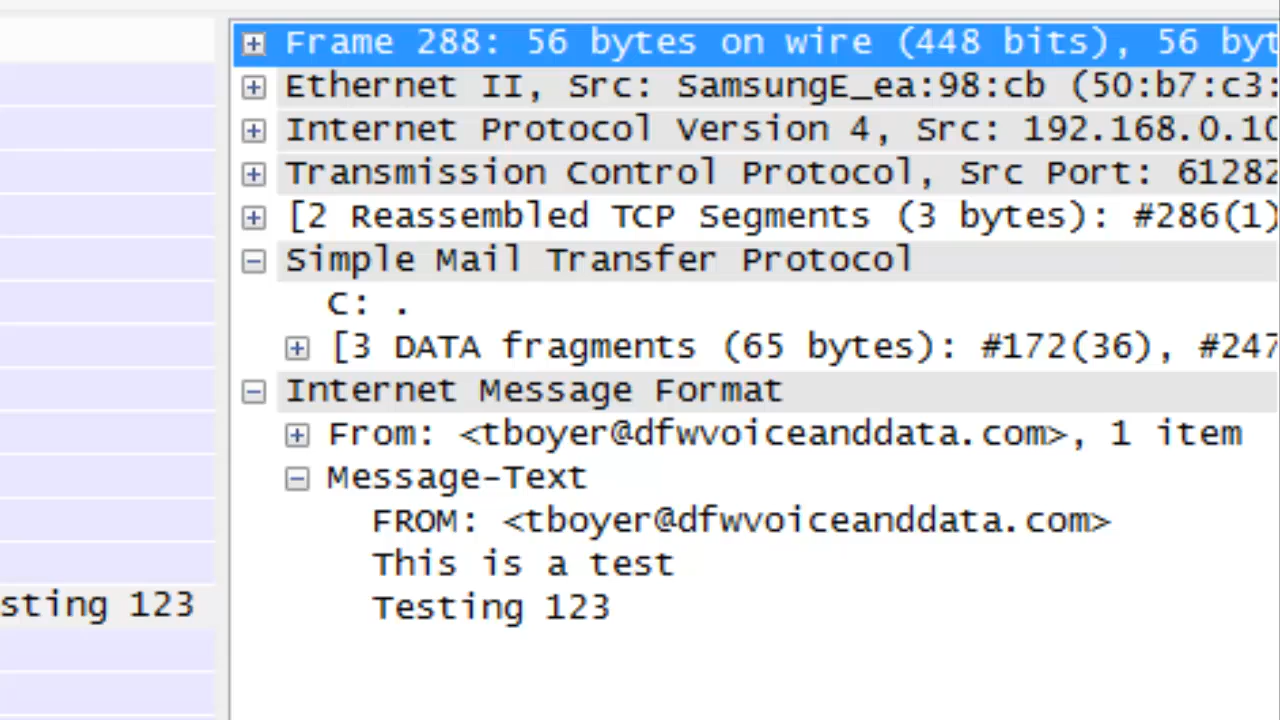 Frame 288: 56 bytes on wire (448 bits), 56 byt
Ethernet II, Src: SamsungE_ea:98:cb (50:b7:c3:
Internet Protocol Version 4, Src: 192.168.0.10
Transmission Control Protocol, Src Port: 61282
[2 Reassembled TCP Segments (3 bytes): #286(1)
Simple Mail Transfer Protocol
C: .
[3 DATA fragments (65 bytes): #172(36), #247
Internet Message Format
From: <tboyer@dfwvoiceanddata.com>, 1 item
Message-Text
FROM: <tboyer@dfwvoiceanddata.com>
This is a test
sting 123
Testing 123